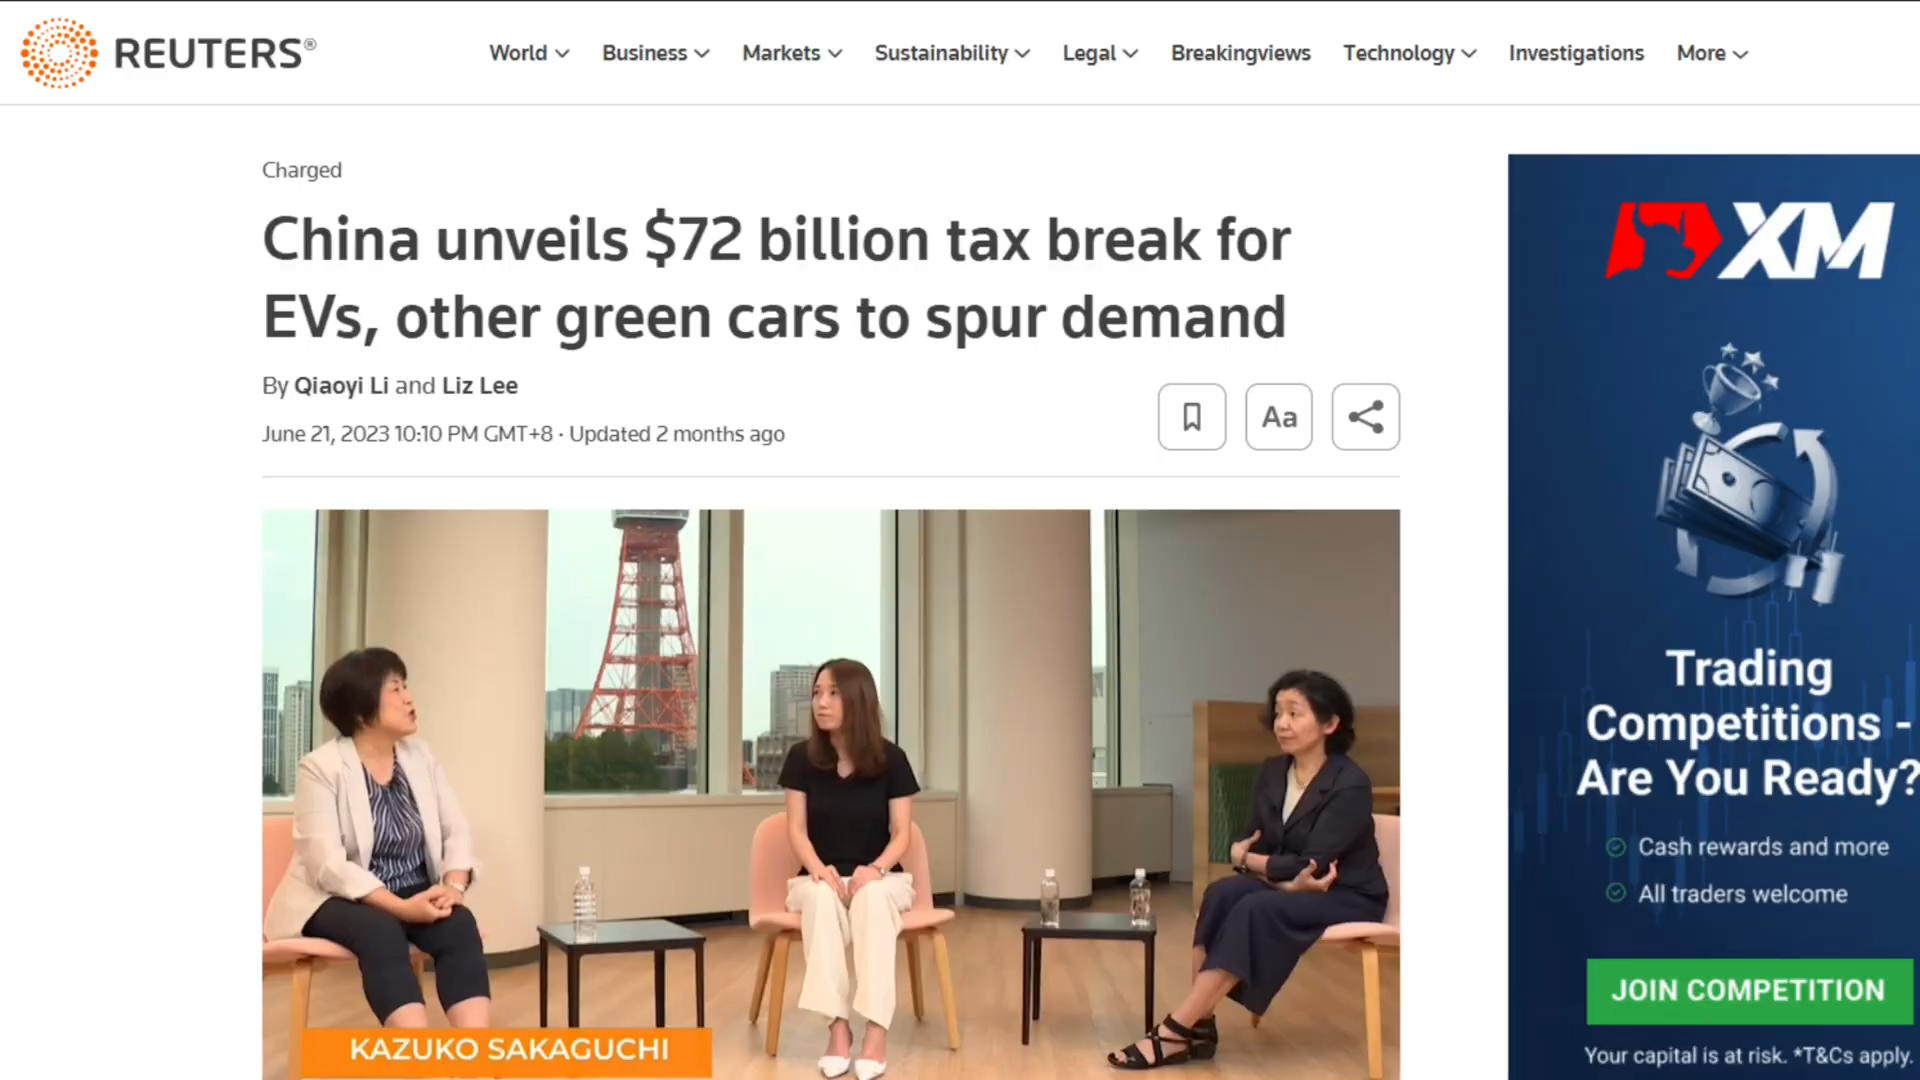 REUTERS®
World Business Markets Sustainability Legal Breakingviews Technology Investigations More
Charged
China unveils $72 billion tax break for
EVs, other green cars to spur demand
By Qiaoyi Li and Liz Lee
June 21, 2023 10:10 PM GMT+8 · Updated 2 months ago
Aa
KAZUKO SAKAGUCHI
XM
Trading
Competitions -
Are You Ready?
Cash rewards and more
All traders welcome
JOIN COMPETITION
Your capital is at risk. *T&Cs apply.